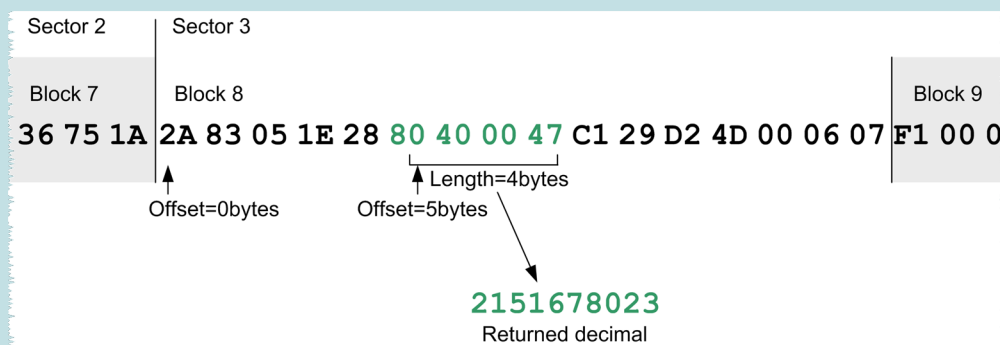 Sector 2 Sector 3
Block 7 Block 8 Block 9
36 75 1A 2A 83 05 1E 28 80 40 00 47 C1 29 D2 4D 00 06 07 F1 00 0
Length=4bytes
Offset=0bytes Offset=5bytes
2151678023
Returned decimal